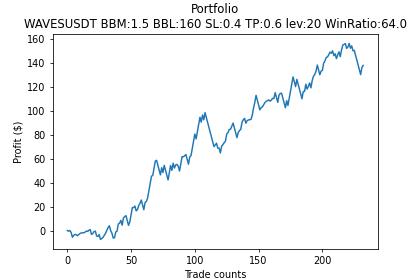 Portfolio
WAVESUSDT BBM:1.5 BBL:160 SL:0.4 TP:0.6 lev:20 WinRatio:64.0
160
140
120
100
80
60
40
20
0
Profit ($)
0 50 100 150 200
Trade counts